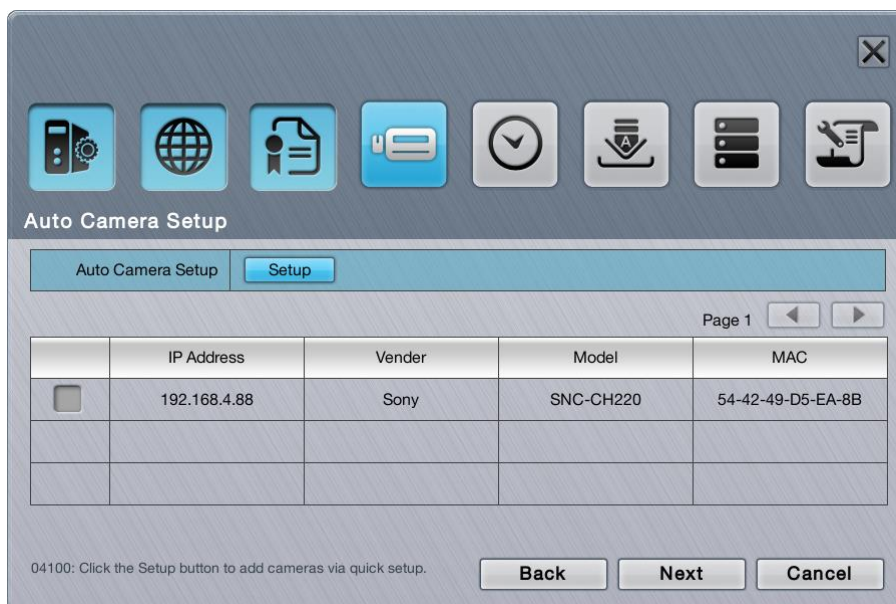 Auto Camera Setup
Auto Camera Setup Setup
Page 1
IP Address Vender Model MAC
192.168.4.88 Sony SNC-CH220 54-42-49-D5-EA-8B
04100: Click the Setup button to add cameras via quick setup.
Back Next Cancel